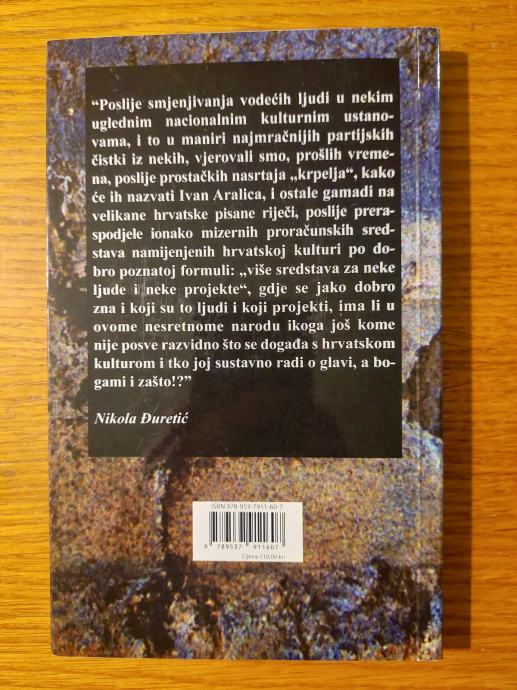 “Poslije smjenjivanja vodećih ljudi u nekim
uglednim nacionalnim kulturnim ustano-
vama, i to u maniri najmračnijih partijskih
čistki iz nekih, vjerovali smo, prošlih vreme-
na, poslije prostačkih nasrtaja „krpelja“, kako
će ih nazvati Ivan Aralica, i ostale gamadi na
velikane hrvatske pisane riječi, poslije prera-
spodjele ionako mizernih proračunskih sred-
stava namijenjenih hrvatskoj kulturi po do-
bro poznatoj formuli: „više sredstava za neke
ljude i neke projekte“, gdje se jako dobro
zna i koji su to ljudi i koji projekti, ima li u
ovome nesretnome narodu ikoga još kome
nije posve razvidno što se događa s hrvatskom
kulturom i tko joj sustavno radi o glavi, a bo-
gami i zašto!?”
Nikola Đuretić
ISBN 978-953-7911-60-7
9 789537 911607
Cijena 110,00 kn